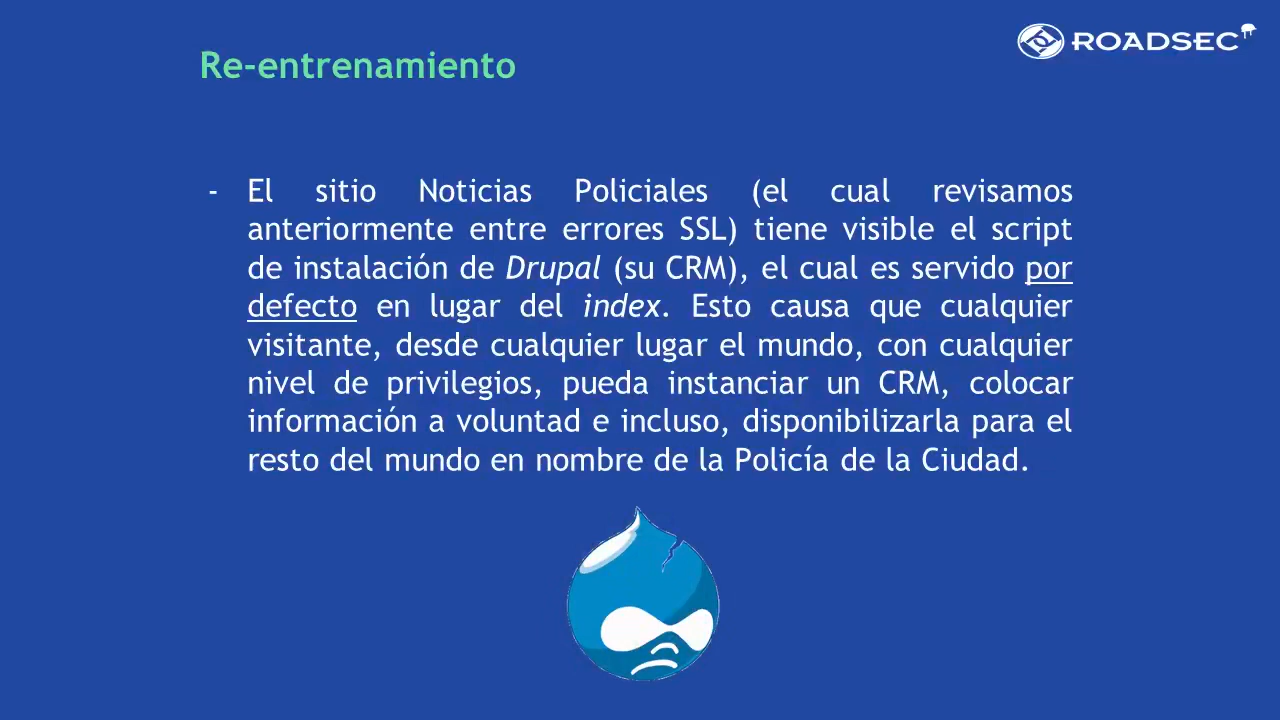 ROADSEC
Re-entrenamiento
- El sitio Noticias Policiales (el cual revisamos
anteriormente entre errores SSL) tiene visible el script
de instalación de Drupal (su CRM), el cual es servido por
defecto en lugar del index. Esto causa que cualquier
visitante, desde cualquier lugar el mundo, con cualquier
nivel de privilegios, pueda instanciar un CRM, colocar
información a voluntad e incluso, disponibilizarla para el
resto del mundo en nombre de la Policía de la Ciudad.